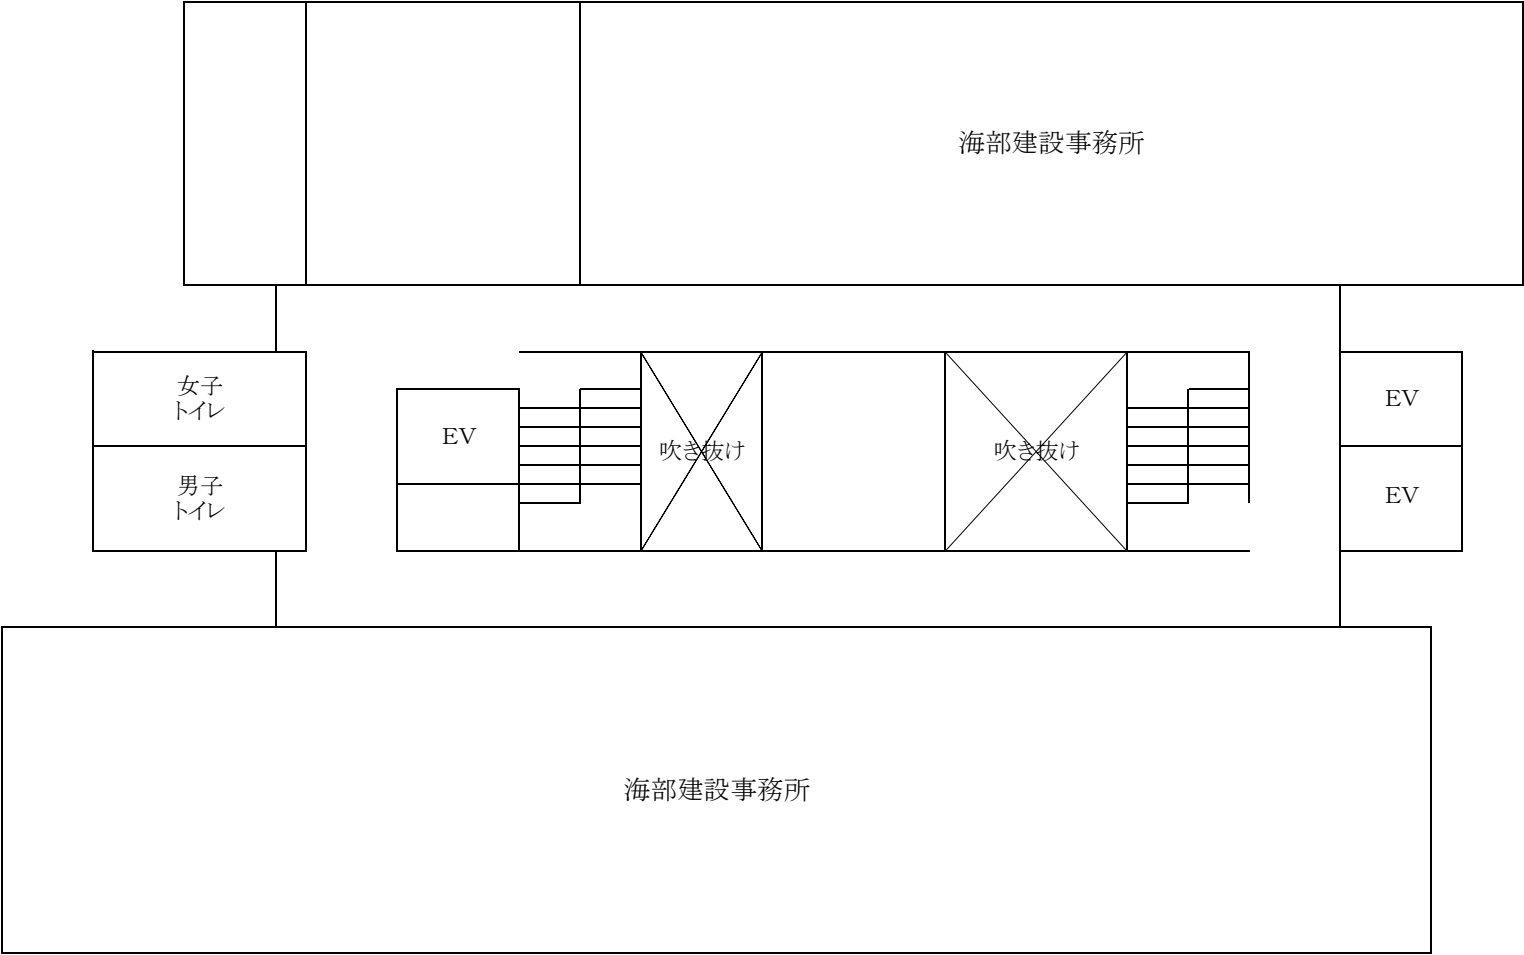 海部建設事務所
女子
トイレ
EV
EV
吹き抜け
吹き抜け
男子
トイレ
EV
海部建設事務所